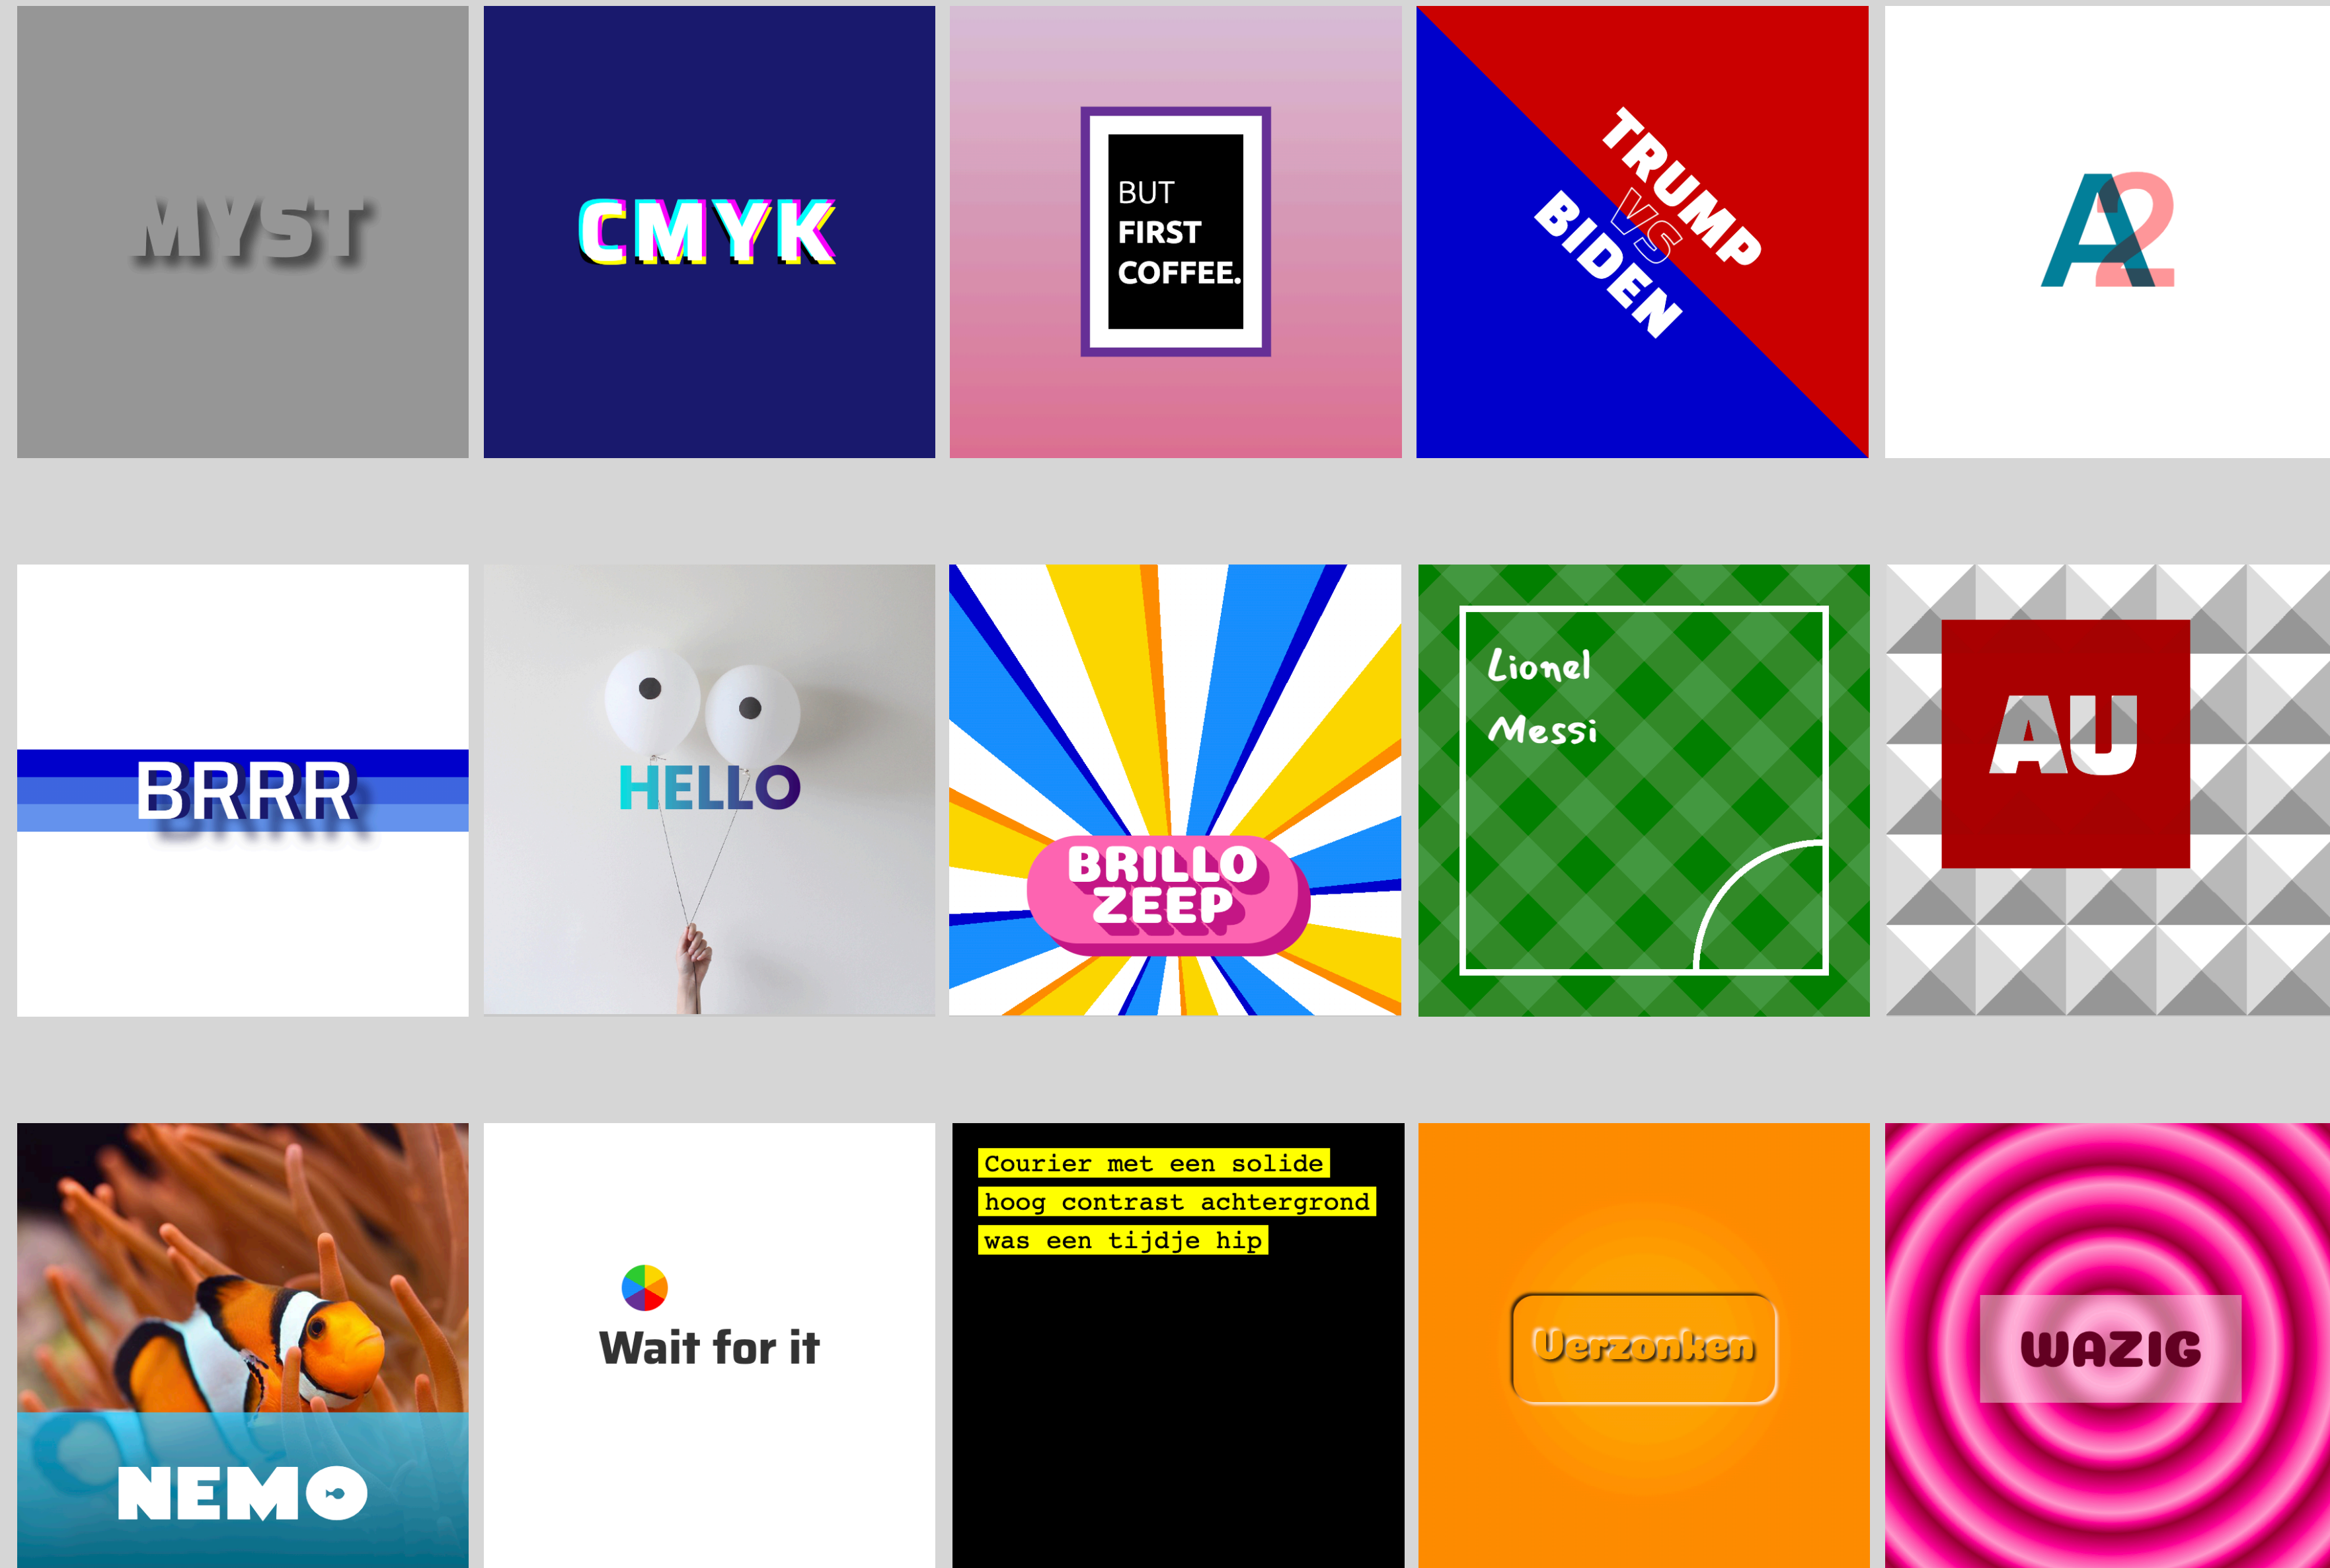 MYST
CMYK
BUT
FIRST
COFFEE.
TRUMP
VS
BIDEN
A2
BRRR
HELLO
BRILLO
ZEEP
Lionel
Messi
AU
NEMO
Wait for it
Courier met een solide
hoog contrast achtergrond
was een tijdje hip
Verzonken
WAZIG